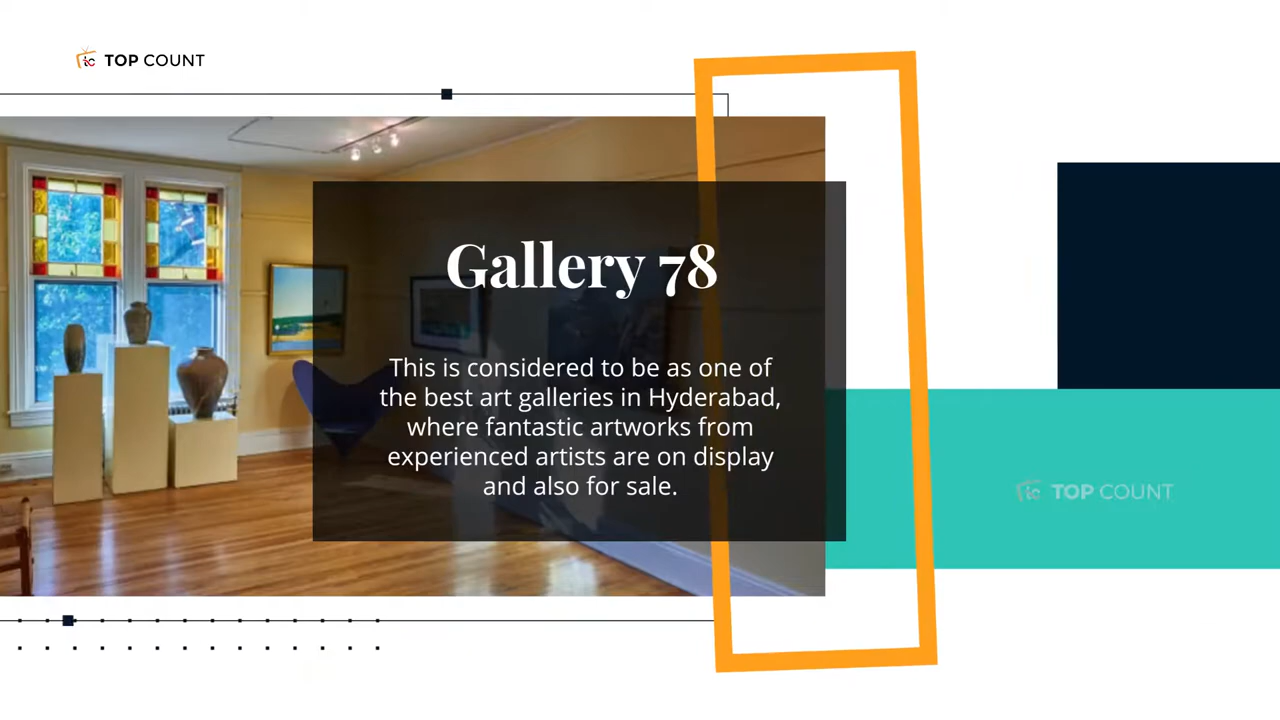 TOP COUNT
Gallery 78
This is considered to be as one of
the best art galleries in Hyderabad,
where fantastic artworks from
experienced artists are on display
and also for sale.
TOP COUNT